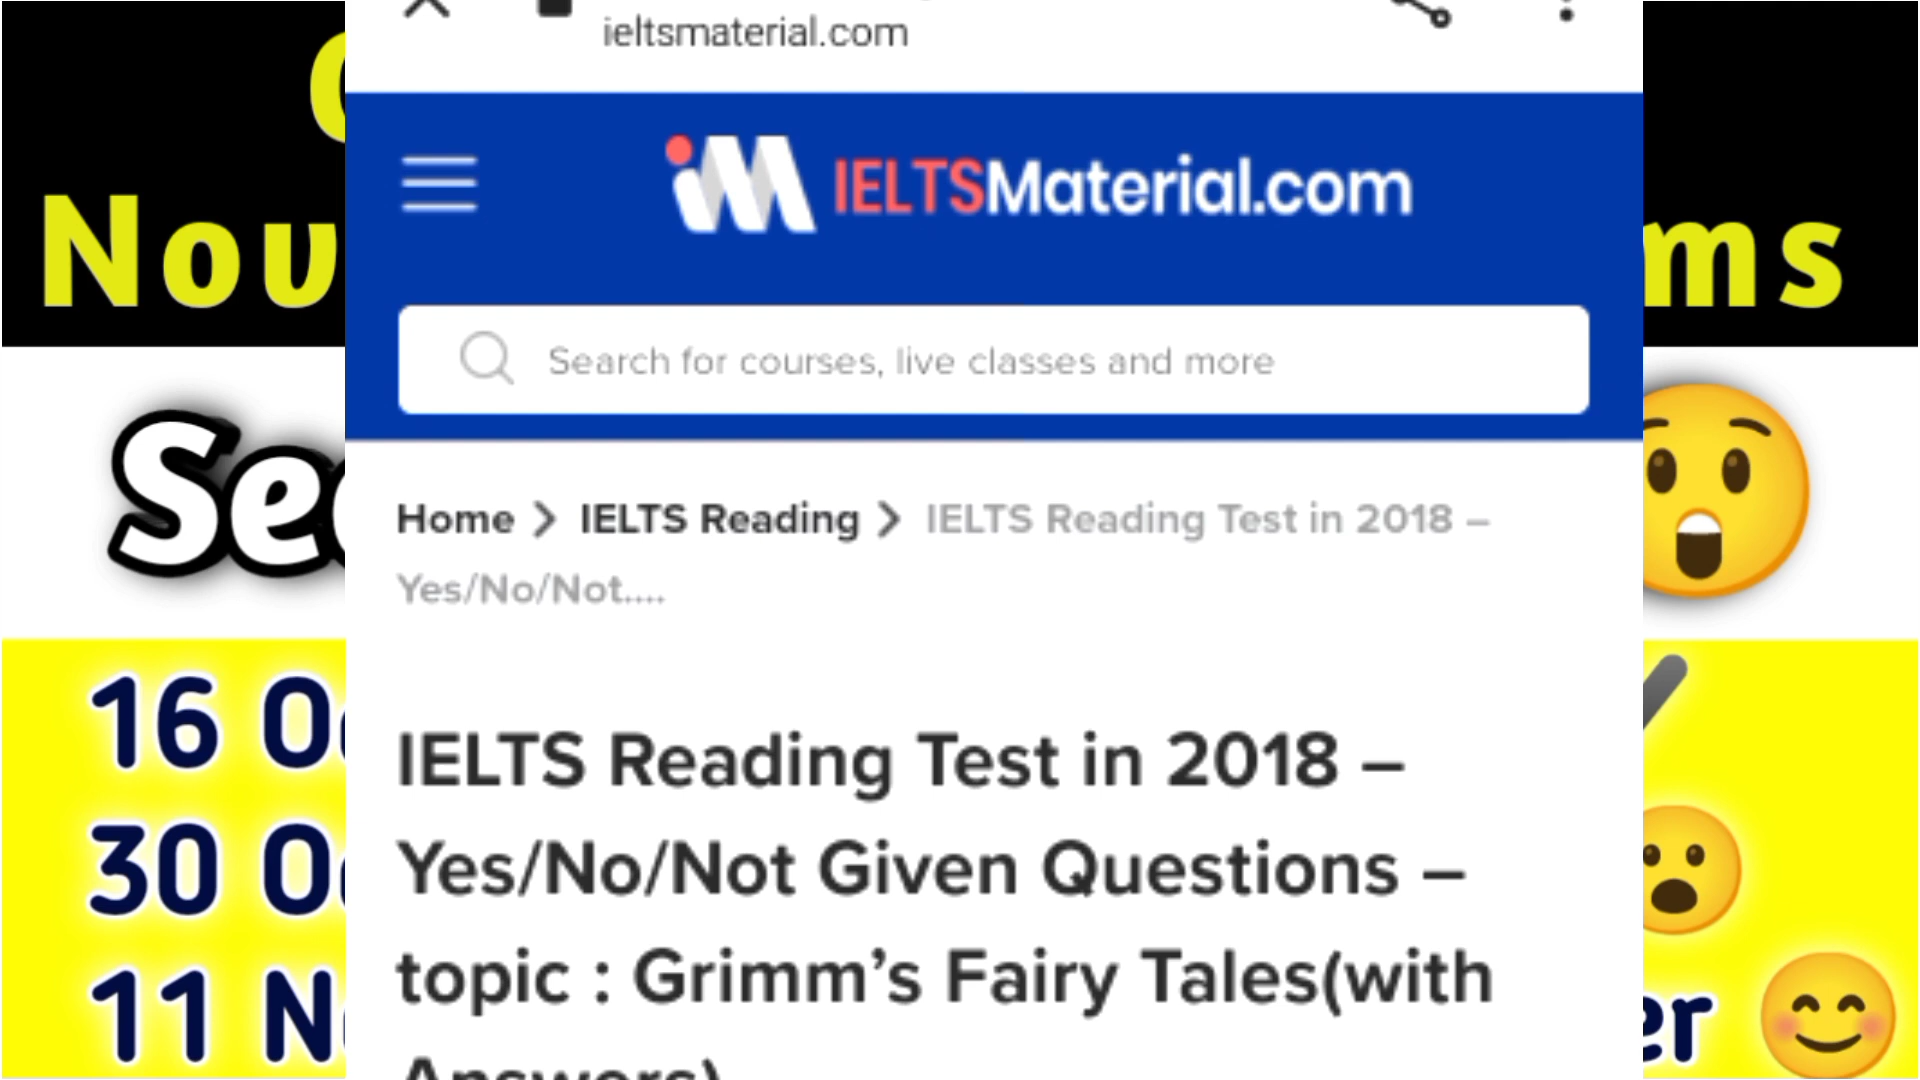 ieltsmaterial.com
Nou
ms
IELTSMaterial.com
Search for courses, live classes and more
Se
Home > IELTS Reading > IELTS Reading Test in 2018 –
Yes/No/Not....
16 O
30 O
11 N
er
IELTS Reading Test in 2018 –
Yes/No/Not Given Questions –
topic : Grimm's Fairy Tales(with
Answers)